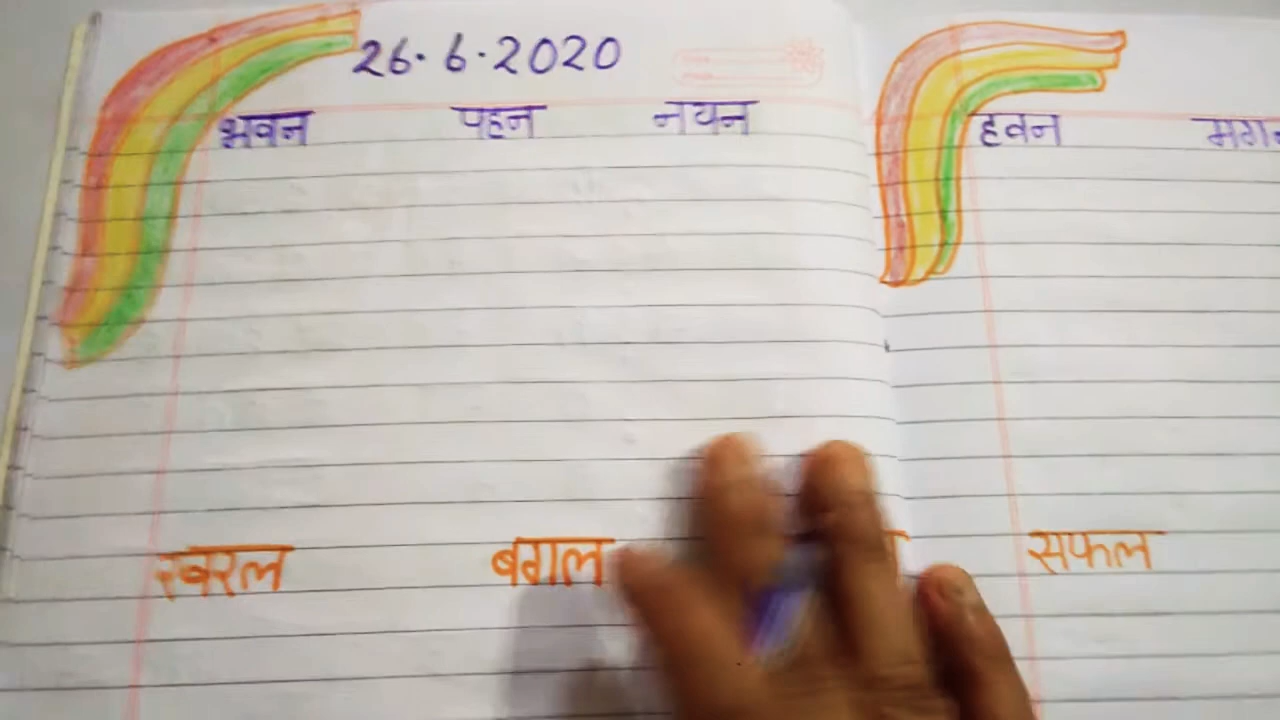 26.6.2020
भवन पहन नयन
हवन
खरल बगल
सफल